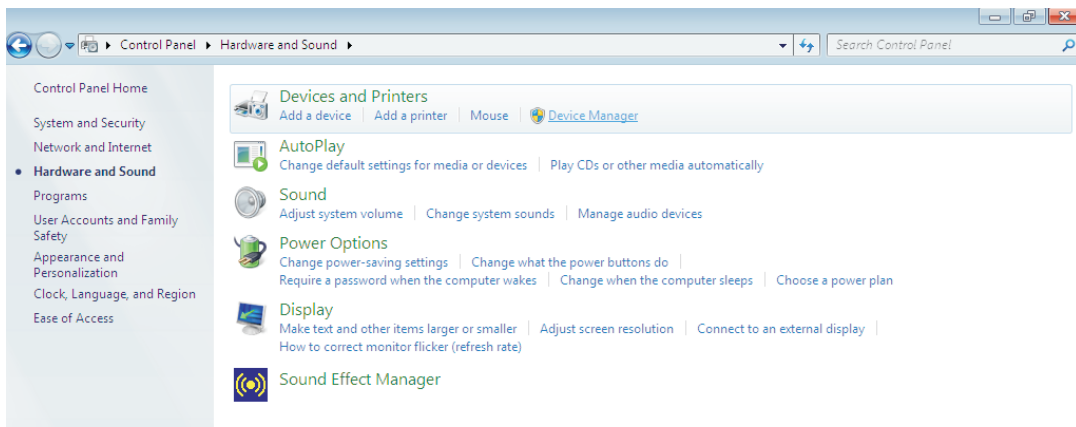 Control Panel Hardware and Sound Search Control Panel
Control Panel Home
System and Security
Network and Internet
Hardware and Sound
Programs
User Accounts and Family
Safety
Appearance and
Personalization
Clock, Language, and Region
Ease of Access
Devices and Printers
Add a device Add a printer Mouse Device Manager
AutoPlay
Change default settings for media or devices Play CDs or other media automatically
Sound
Adjust system volume Change system sounds Manage audio devices
Power Options
Change power-saving settings Change what the power buttons do
Require a password when the computer wakes Change when the computer sleeps Choose a power plan
Display
Make text and other items larger or smaller Adjust screen resolution Connect to an external display
How to correct monitor flicker (refresh rate)
Sound Effect Manager